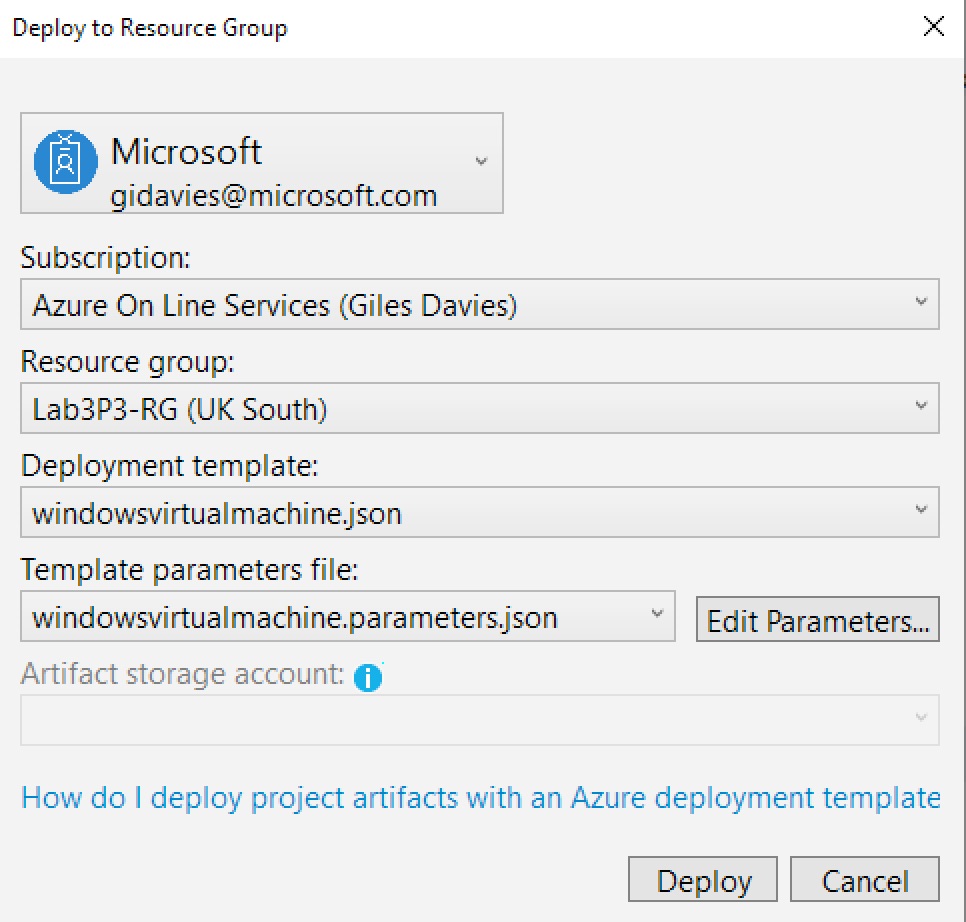 Deploy to Resource Group
Microsoft
gidavies@microsoft.com
Subscription:
Azure On Line Services (Giles Davies)
Resource group:
Lab3P3-RG (UK South)
Deployment template:
windowsvirtualmachine.json
Template parameters file:
windowsvirtualmachine.parameters.json
Edit Parameters...
Artifact storage account:
How do I deploy project artifacts with an Azure deployment template
Deploy
Cancel